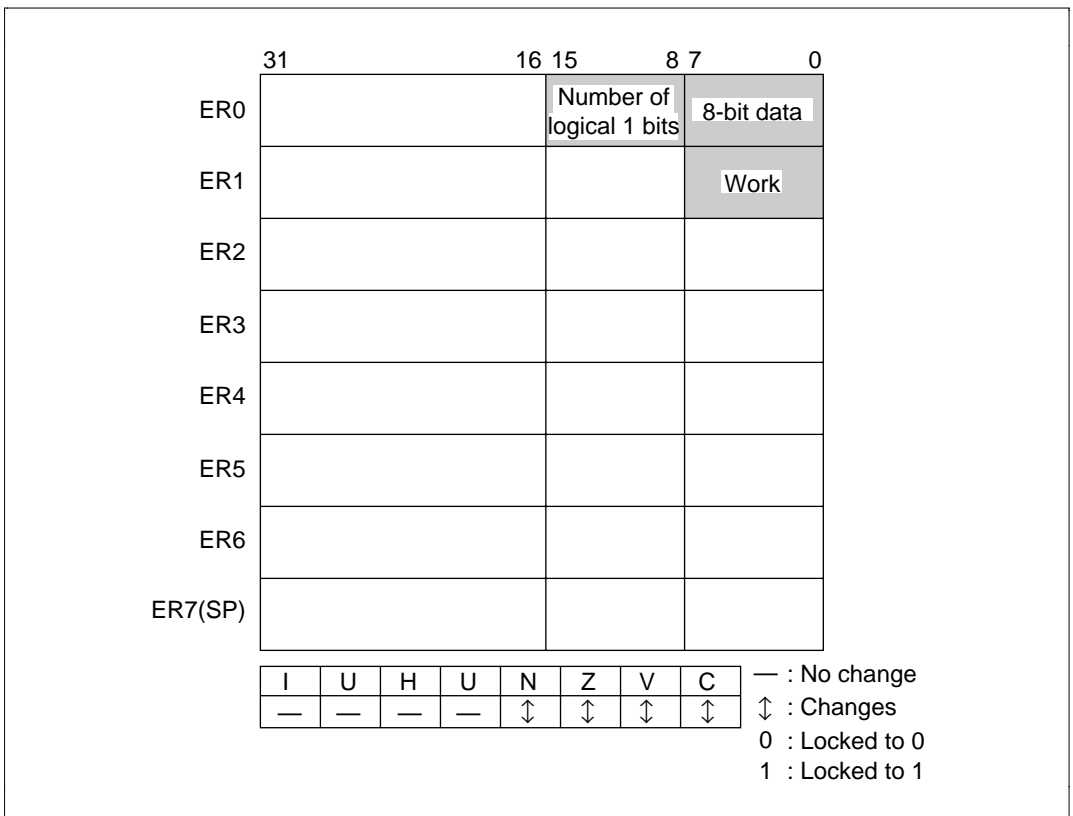 31 16 15 8 7 0
ER0 Number of logical 1 bits 8-bit data
ER1 Work
ER2
ER3
ER4
ER5
ER6
ER7(SP)
I U H U N Z V C
— — — — ↕ ↕ ↕ ↕
— : No change
↕ : Changes
0 : Locked to 0
1 : Locked to 1